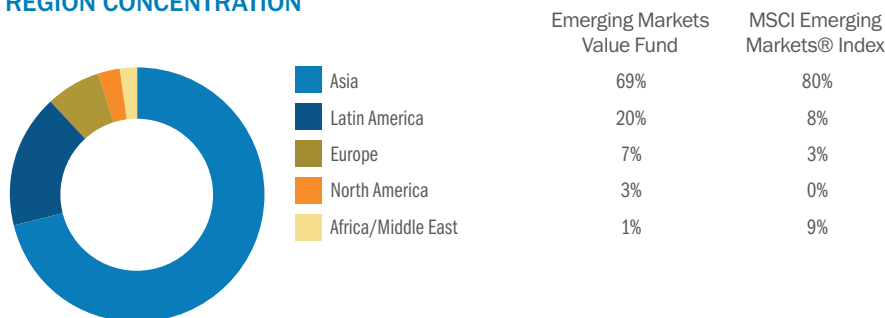 REGION CONCENTRATION
Emerging Markets Value Fund
MSCI Emerging Markets® Index
Asia 69% 80%
Latin America 20% 8%
Europe 7% 3%
North America 3% 0%
Africa/Middle East 1% 9%